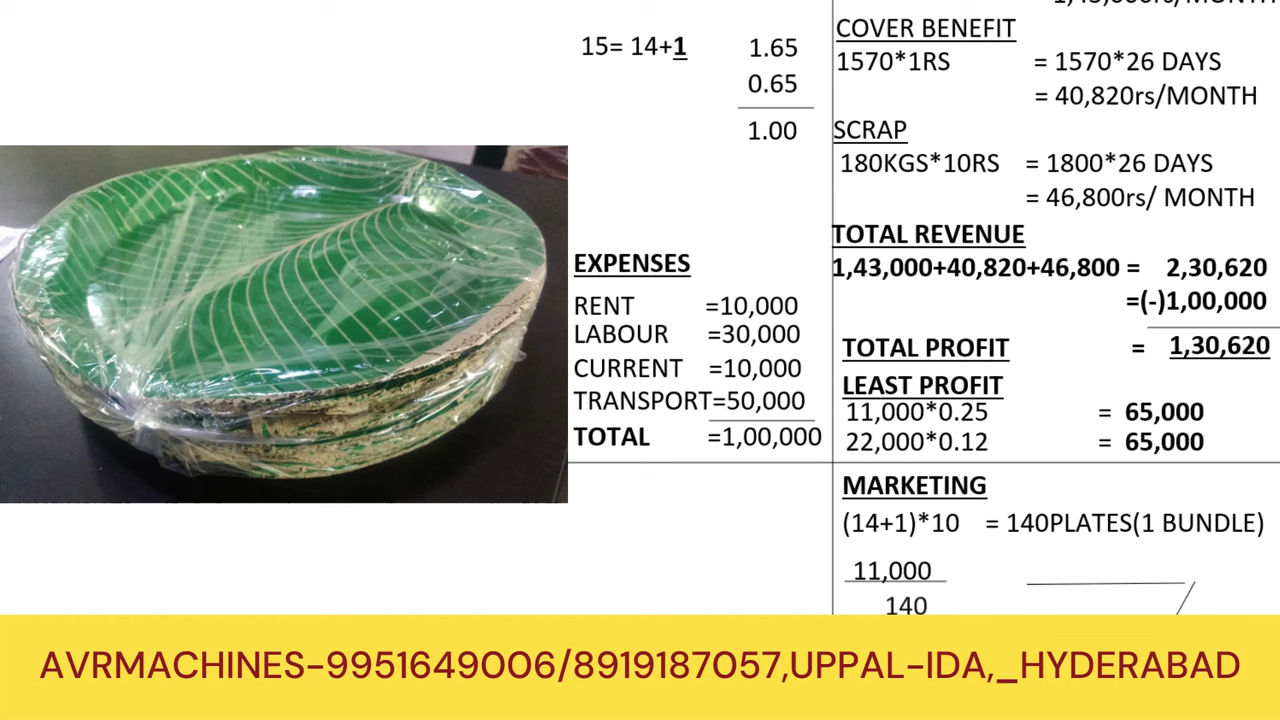 1,43,000rs/MONTH
COVER BENEFIT
15= 14+1 1.65
1570*1RS = 1570*26 DAYS
0.65
= 40,820rs/MONTH
1.00
SCRAP
180KGS*10RS = 1800*26 DAYS
= 46,800rs/ MONTH
TOTAL REVENUE
1,43,000+40,820+46,800 = 2,30,620
=(-)1,00,000
TOTAL PROFIT = 1,30,620
LEAST PROFIT
11,000*0.25 = 65,000
22,000*0.12 = 65,000
EXPENSES
RENT =10,000
LABOUR =30,000
CURRENT =10,000
TRANSPORT=50,000
TOTAL =1,00,000
MARKETING
(14+1)*10 = 140PLATES(1 BUNDLE)
11,000
140
AVRMACHINES-9951649006/8919187057,UPPAL-IDA,_HYDERABAD